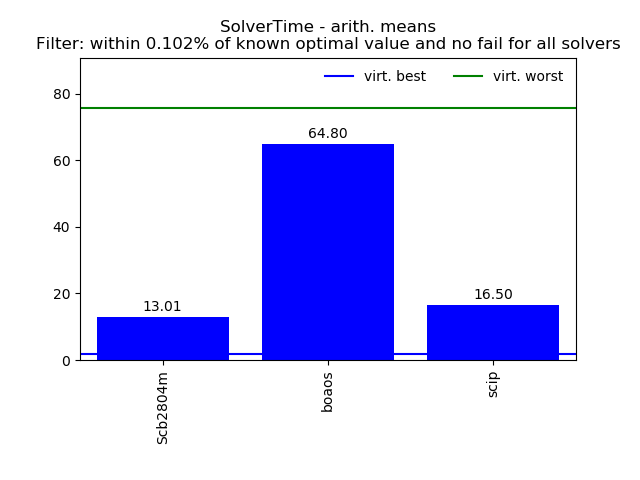 SolverTime - arith. means
Filter: within 0.102% of known optimal value and no fail for all solvers
virt. best
virt. worst
80
60
40
20
0
64.80
13.01
16.50
Scb2804m
boaos
scip